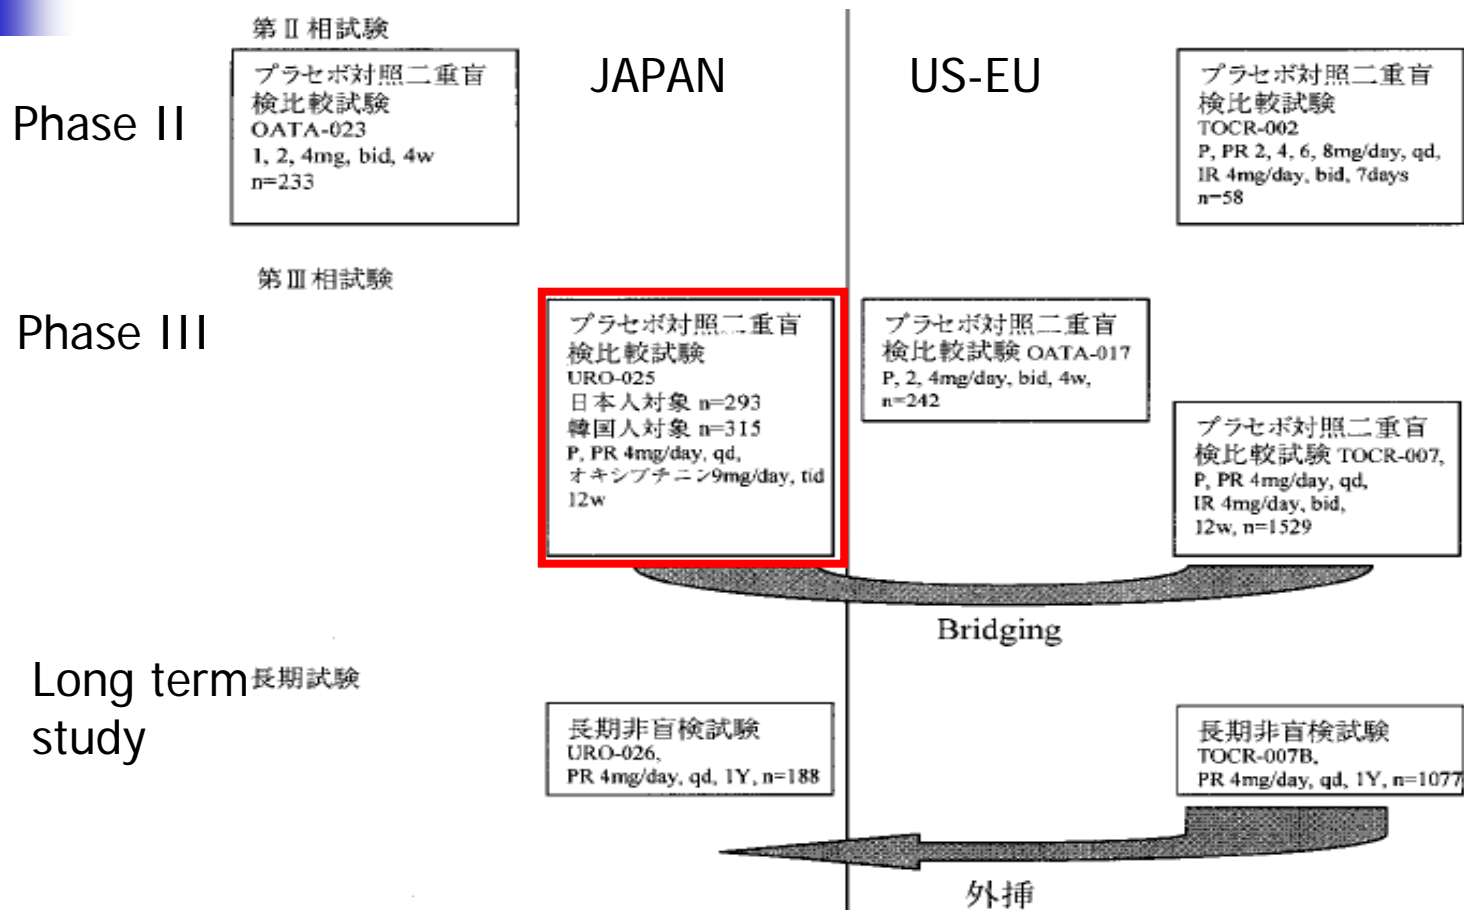 第Ⅱ相試験
JAPAN
US-EU
Phase II
プラセボ対照二重盲
検比較試験
OATA-023
1, 2, 4mg, bid, 4w
n=233
プラセボ対照二重盲
検比較試験
TOCR-002
P, PR 2, 4, 6, 8mg/day, qd,
IR 4mg/day, bid, 7days
n=58
第Ⅲ相試験
Phase III
プラセボ対照二重盲
検比較試験
URO-025
日本人対象 n=293
韓国人対象 n=315
P, PR 4mg/day, qd,
オキシブチニン9mg/day, tid
12w
プラセボ対照二重盲
検比較試験 OATA-017
P, 2, 4mg/day, bid, 4w,
n=242
プラセボ対照二重盲
検比較試験 TOCR-007,
P, PR 4mg/day, qd,
IR 4mg/day, bid,
12w, n=1529
Bridging
Long term
study
長期試験
長期非盲検試験
URO-026,
PR 4mg/day, qd, 1Y, n=188
長期非盲検試験
TOCR-007B,
PR 4mg/day, qd, 1Y, n=1077
外挿